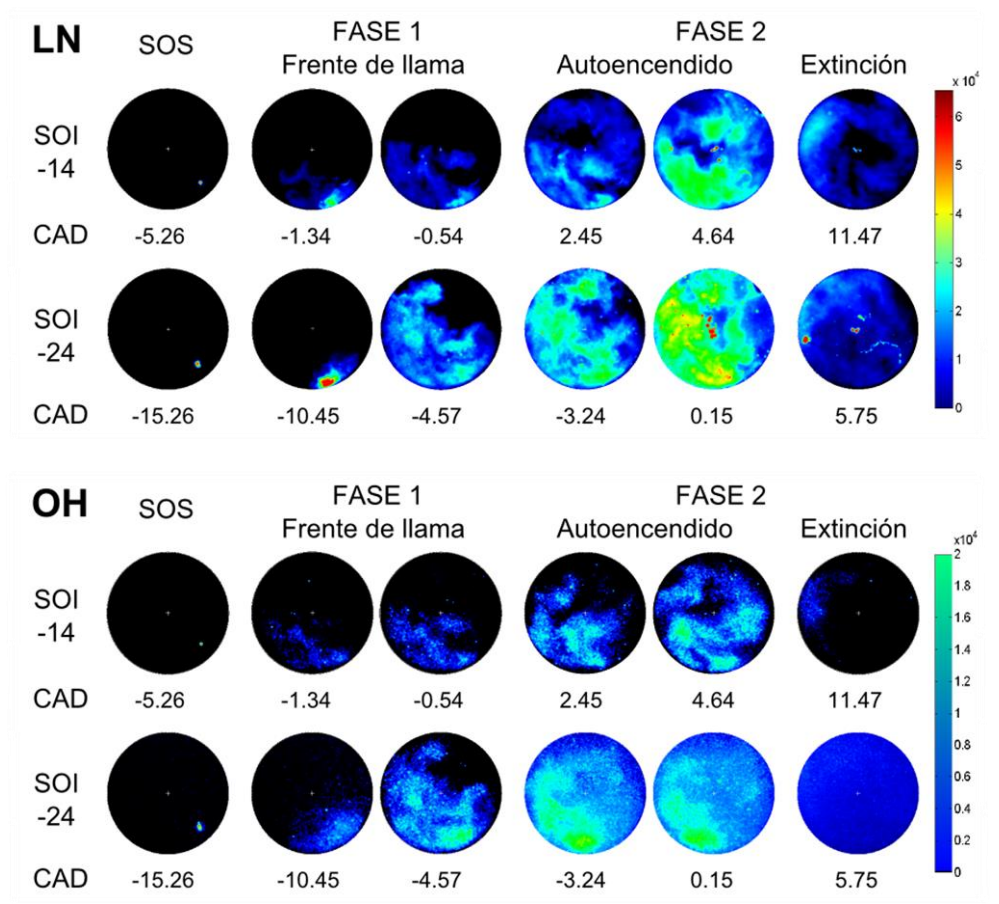 LN
SOS
FASE 1
FASE 2
Frente de llama
Autoencendido
Extinción
x 10⁴
SOI
-14
CAD
-5.26 -1.34 -0.54 2.45 4.64 11.47
SOI
-24
CAD
-15.26 -10.45 -4.57 -3.24 0.15 5.75
6
5
4
3
2
1
0
OH
SOS
FASE 1
FASE 2
Frente de llama
Autoencendido
Extinción
x10⁴
SOI
-14
CAD
-5.26 -1.34 -0.54 2.45 4.64 11.47
SOI
-24
CAD
-15.26 -10.45 -4.57 -3.24 0.15 5.75
2
1.8
1.6
1.4
1.2
1
0.8
0.6
0.4
0.2
0